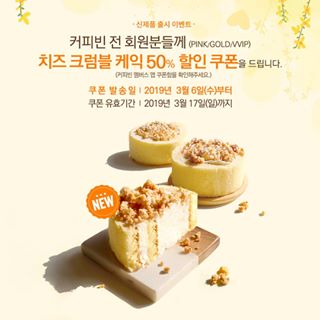 · 신제품 출시 이벤트 ·
커피빈 전 회원분들께 (PINK/GOLD/VVIP)
치즈 크럼블 케익 50% 할인 쿠폰을 드립니다.
(커피빈 멤버스 앱 쿠폰함을 확인해주세요.)
쿠폰 발송일 | 2019년 3월 6일(수)부터
쿠폰 유효기간 | 2019년 3월 17일(일)까지
NEW